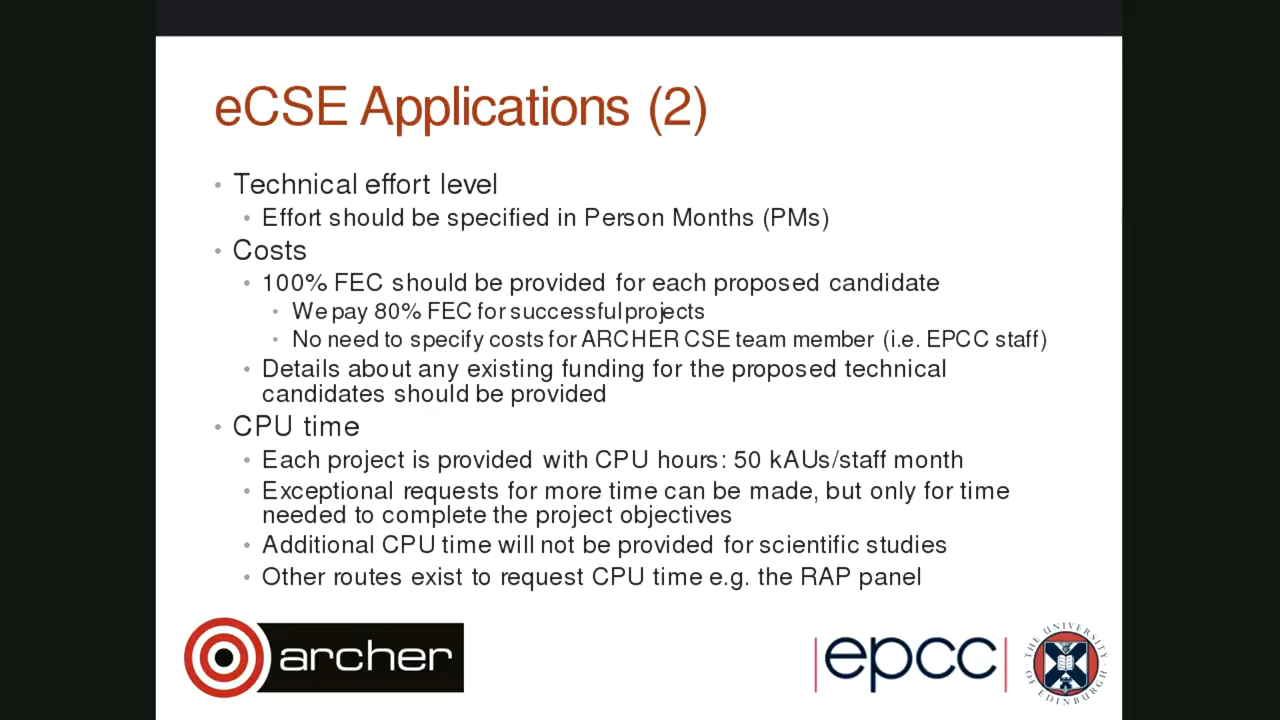 eCSE Applications (2)
• Technical effort level
• Effort should be specified in Person Months (PMs)
• Costs
• 100% FEC should be provided for each proposed candidate
• We pay 80% FEC for successful projects
• No need to specify costs for ARCHER CSE team member (i.e. EPCC staff)
• Details about any existing funding for the proposed technical
candidates should be provided
• CPU time
• Each project is provided with CPU hours: 50 kAUs/staff month
• Exceptional requests for more time can be made, but only for time
needed to complete the project objectives
• Additional CPU time will not be provided for scientific studies
• Other routes exist to request CPU time e.g. the RAP panel
archer
|epcc|
THE UNIVERSITY
OF EDINBURGH